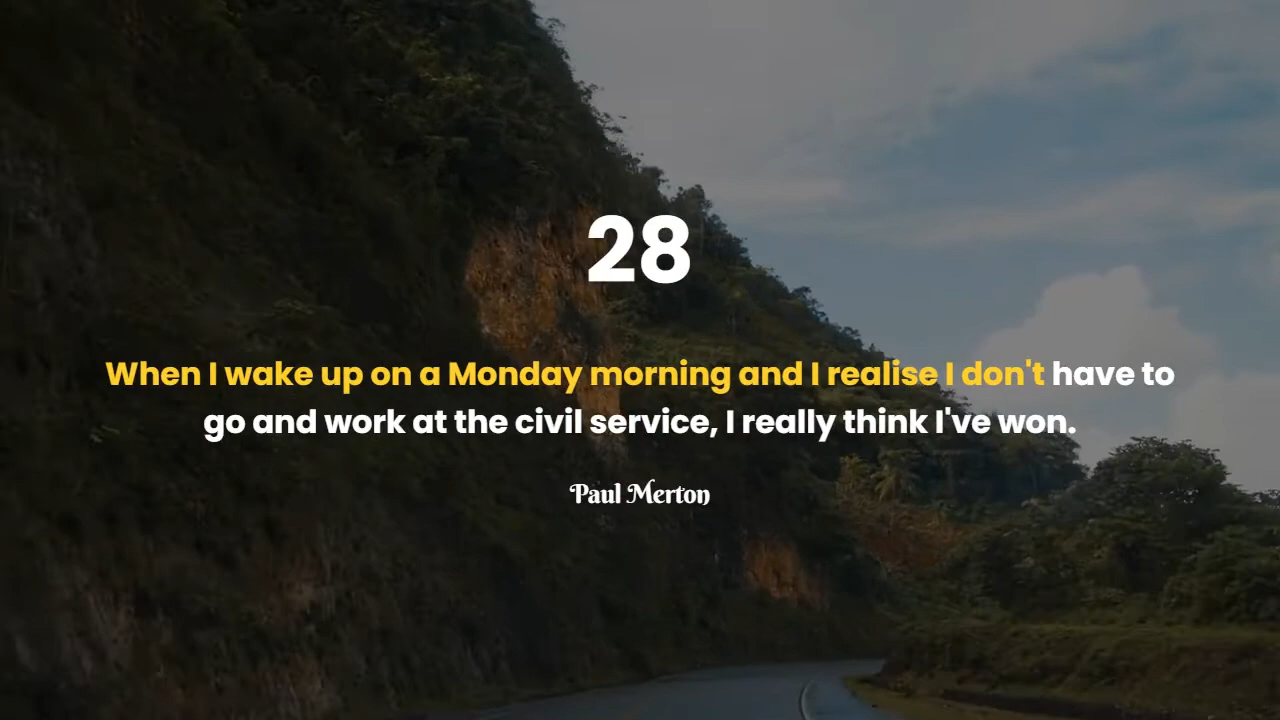 28
When I wake up on a Monday morning and I realise I don't have to
go and work at the civil service, I really think I've won.
Paul Merton